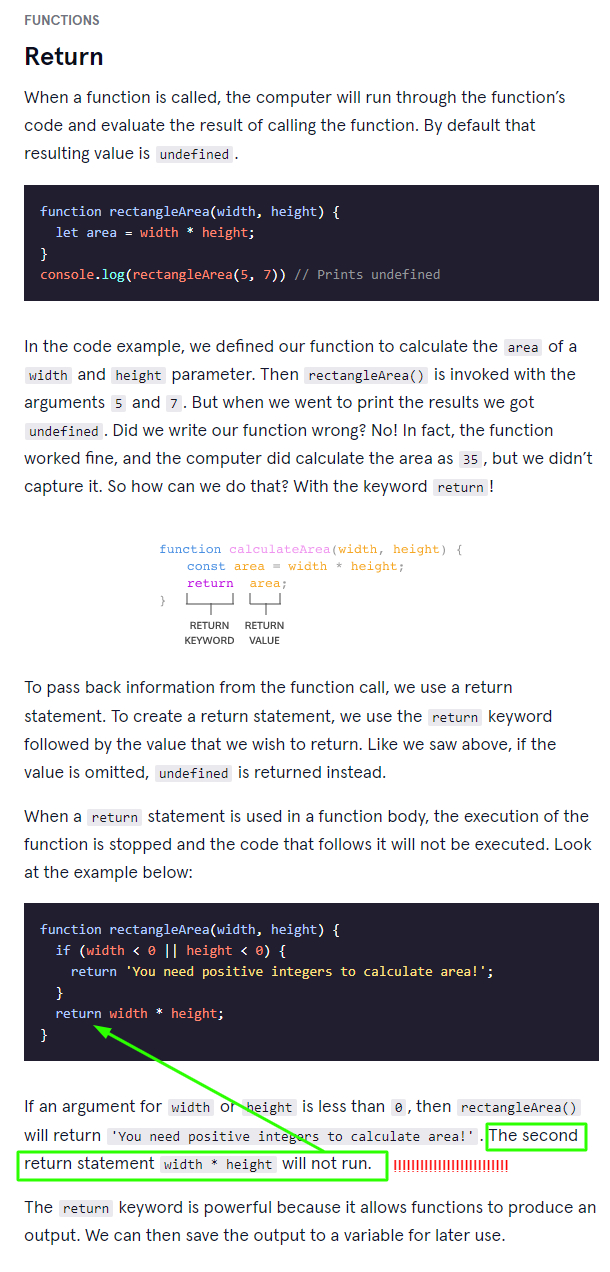 FUNCTIONS
Return
When a function is called, the computer will run through the function’s
code and evaluate the result of calling the function. By default that
resulting value is undefined.
function rectangleArea(width, height) {
  let area = width * height;
}
console.log(rectangleArea(5, 7)) // Prints undefined
In the code example, we defined our function to calculate the area of a
width and height parameter. Then rectangleArea() is invoked with the
arguments 5 and 7. But when we went to print the results we got
undefined. Did we write our function wrong? No! In fact, the function
worked fine, and the computer did calculate the area as 35, but we didn’t
capture it. So how can we do that? With the keyword return!
function calculateArea(width, height) {
    const area = width * height;
    return  area;
}
RETURN RETURN
KEYWORD VALUE
To pass back information from the function call, we use a return
statement. To create a return statement, we use the return keyword
followed by the value that we wish to return. Like we saw above, if the
value is omitted, undefined is returned instead.
When a return statement is used in a function body, the execution of the
function is stopped and the code that follows it will not be executed. Look
at the example below:
function rectangleArea(width, height) {
  if (width < 0 || height < 0) {
    return 'You need positive integers to calculate area!';
  }
  return width * height;
}
If an argument for width or height is less than 0, then rectangleArea()
will return 'You need positive integers to calculate area!'. The second
return statement width * height will not run. !!!!!!!!!!!!!!!!!!!!!!!!!!
The return keyword is powerful because it allows functions to produce an
output. We can then save the output to a variable for later use.